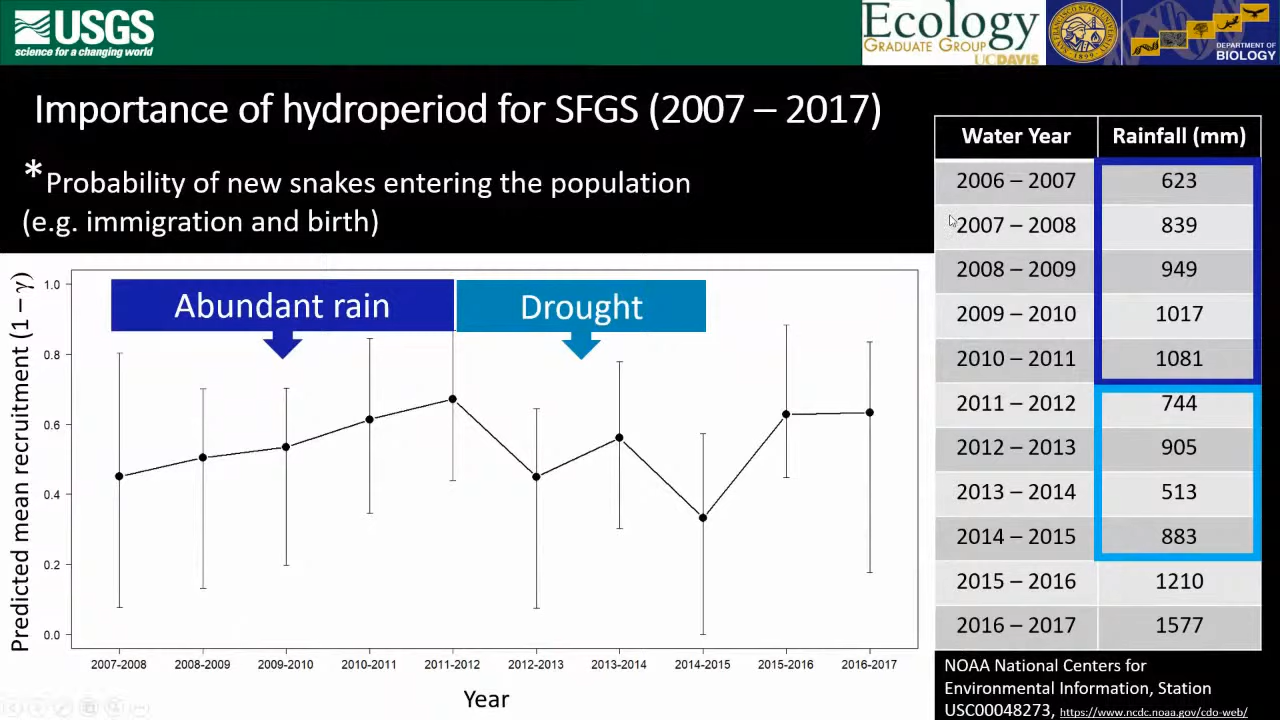 USGS
science for a changing world
Ecology
GRADUATE GROUP
UCDAVIS
1899
DEPARTMENT OF
BIOLOGY
Importance of hydroperiod for SFGS (2007 – 2017)
*Probability of new snakes entering the population
(e.g. immigration and birth)
Predicted mean recruitment (1 – γ)
1.0
0.8
0.6
0.4
0.2
0.0
Abundant rain
Drought
2007-2008 2008-2009 2009-2010 2010-2011 2011-2012 2012-2013 2013-2014 2014-2015 2015-2016 2016-2017
Year
Water Year Rainfall (mm)
2006 – 2007 623
2007 – 2008 839
2008 – 2009 949
2009 – 2010 1017
2010 – 2011 1081
2011 – 2012 744
2012 – 2013 905
2013 – 2014 513
2014 – 2015 883
2015 – 2016 1210
2016 – 2017 1577
NOAA National Centers for
Environmental Information, Station
USC00048273, https://www.ncdc.noaa.gov/cdo-web/